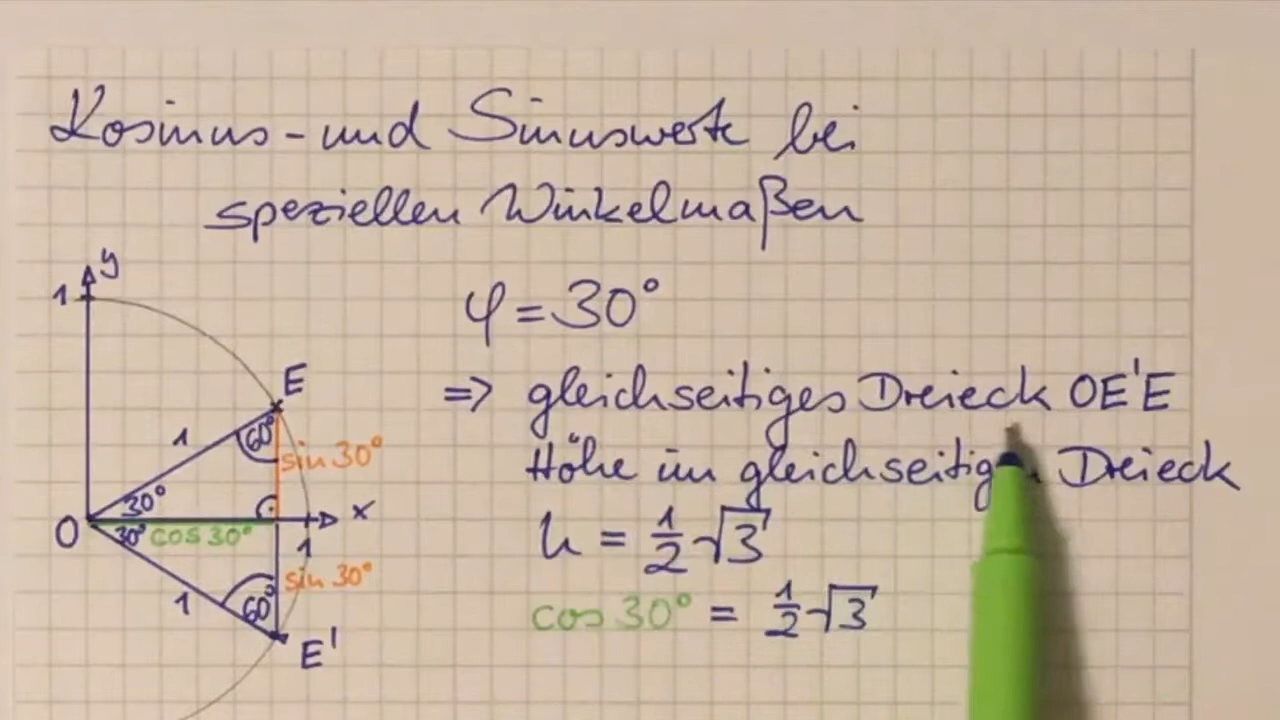 Kosinus- und Sinuswerte bei
speziellen Winkelmaßen
y
1
φ = 30°
E
=> gleichseitiges Dreieck OE'E
1
60°
sin 30°
Höhe im gleichseitig Dreieck
30°
x
O
30°
cos 30°
1
h = 1/2 √3
sin 30°
1
60°
cos 30° = 1/2 √3
E'